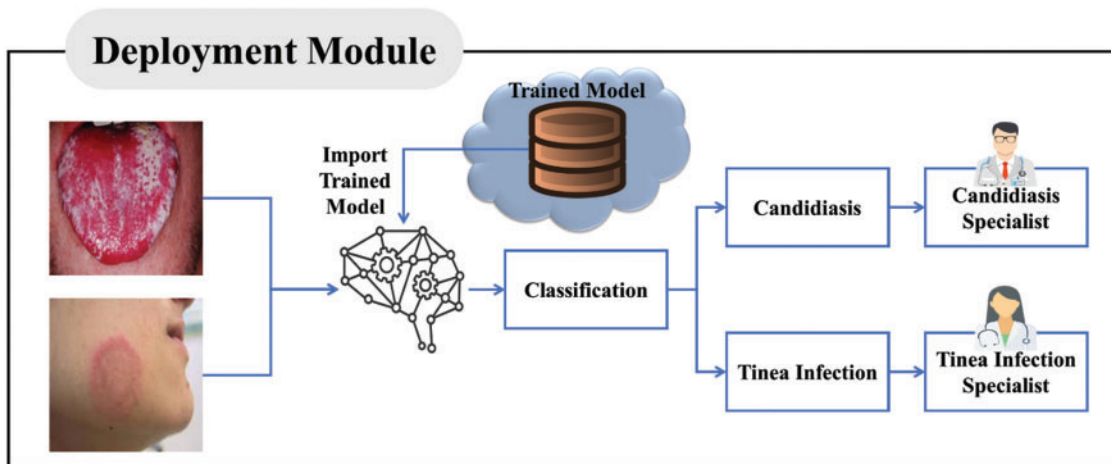 Deployment Module
Trained Model
Import
Trained
Model
Classification
Candidiasis
Candidiasis
Specialist
Tinea Infection
Tinea Infection
Specialist